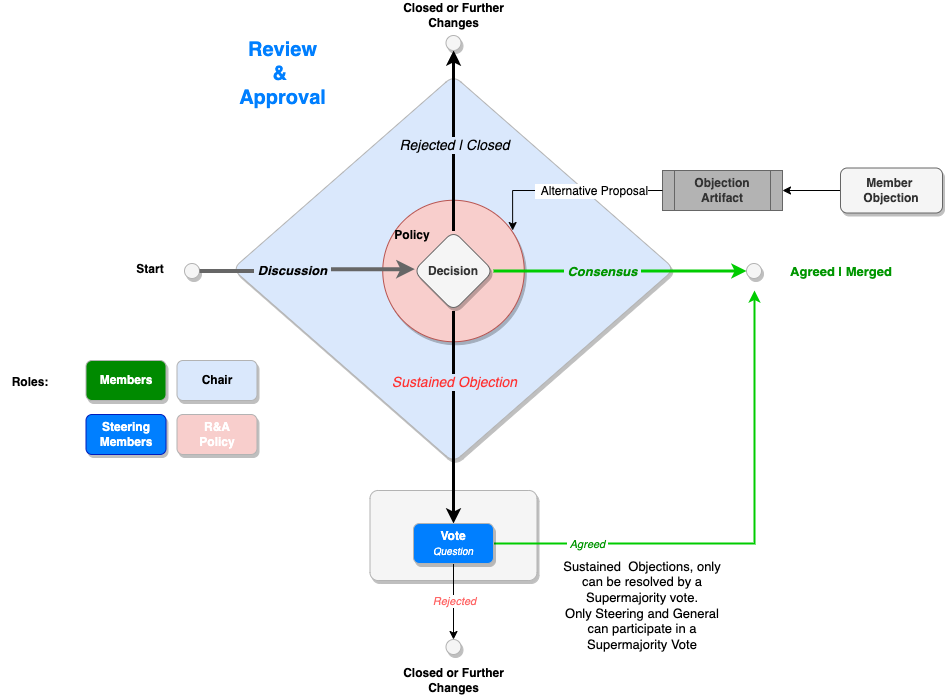 Closed or Further
Changes
Review
&
Approval
Rejected | Closed
Alternative Proposal
Objection
Artifact
Member
Objection
Policy
Start
Discussion
Decision
Consensus
Agreed | Merged
Roles:
Members
Chair
Sustained Objection
Steering
Members
R&A
Policy
Vote
Question
Agreed
Sustained Objections, only
can be resolved by a
Supermajority vote.
Only Steering and General
can participate in a
Supermajority Vote
Rejected
Closed or Further
Changes